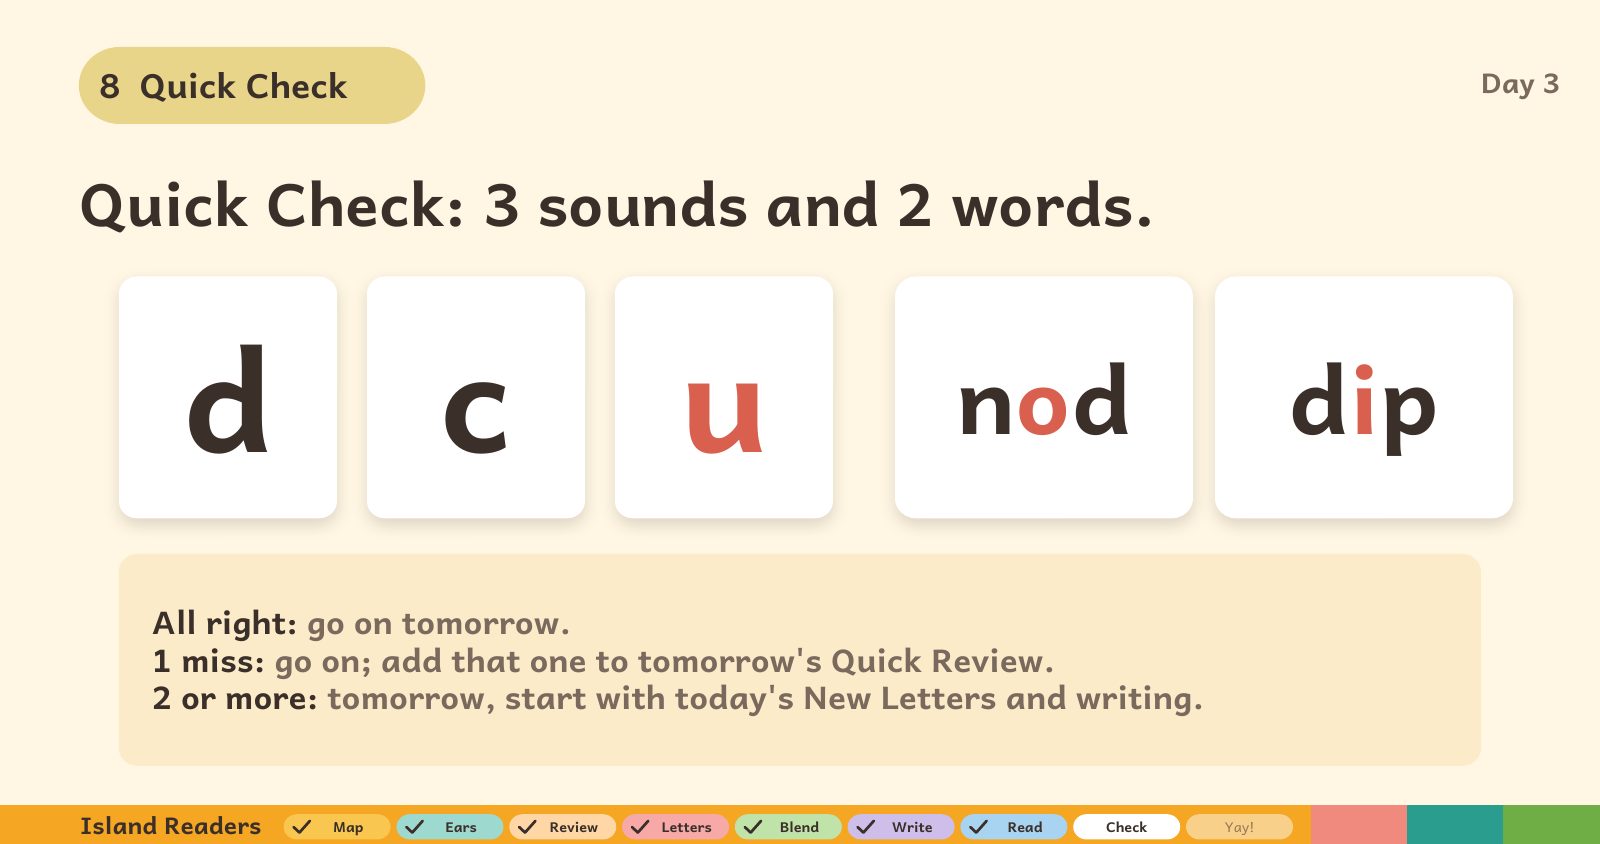 8 Quick Check
Day 3
Quick Check: 3 sounds and 2 words.
d c u nod dip
All right: go on tomorrow.
1 miss: go on; add that one to tomorrow's Quick Review.
2 or more: tomorrow, start with today's New Letters and writing.
Island Readers Map Ears Review Letters Blend Write Read Check Yay!